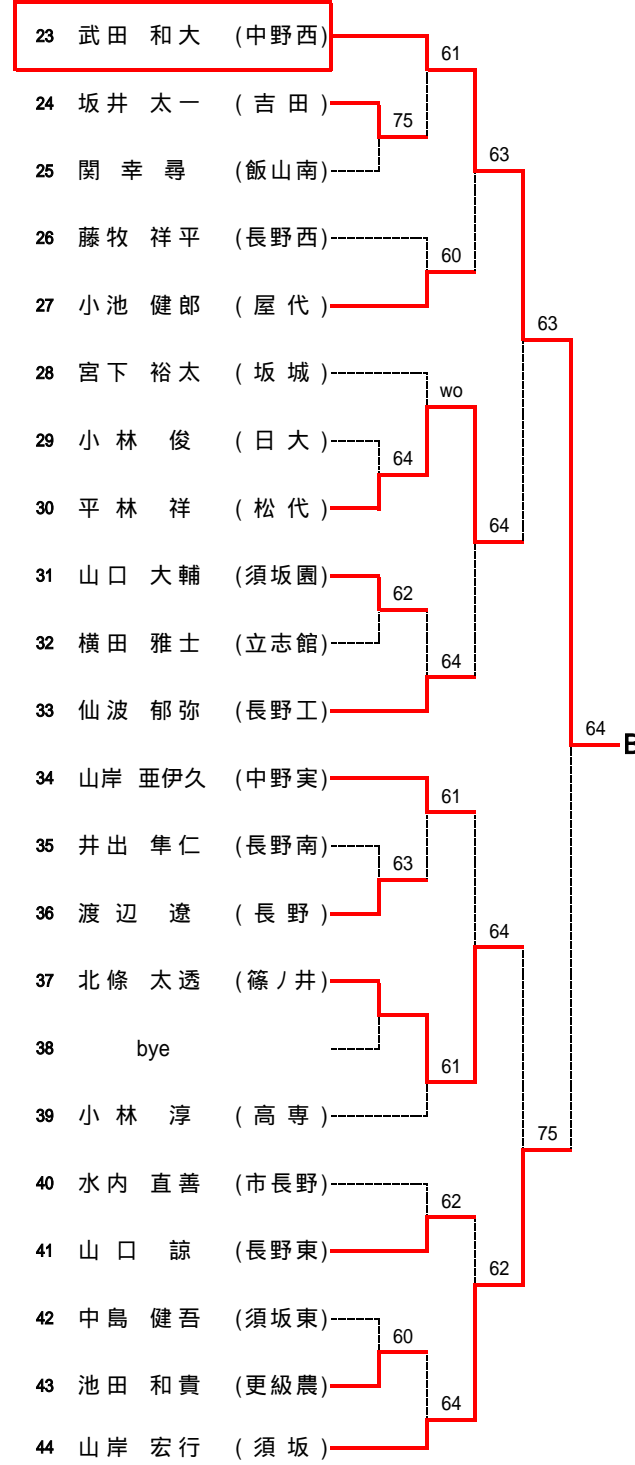 23 武田 和大 (中野西)
61
24 坂井 太一 (吉田)
75
25 関 幸尋 (飯山南)
63
26 藤牧 祥平 (長野西)
60
27 小池 健郎 (屋代)
63
28 宮下 裕太 (坂城)
wo
29 小林 俊 (日大)
64
30 平林 祥 (松代)
64
31 山口 大輔 (須坂園)
62
32 横田 雅士 (立志館)
64
33 仙波 郁弥 (長野工)
64 B
34 山岸 亜伊久 (中野実)
61
35 井出 隼仁 (長野南)
63
36 渡辺 遼 (長野)
64
37 北條 太透 (篠ノ井)
38 bye
61
39 小林 淳 (高専)
75
40 水内 直善 (市長野)
62
41 山口 諒 (長野東)
62
42 中島 健吾 (須坂東)
60
43 池田 和貴 (更級農)
64
44 山岸 宏行 (須坂)